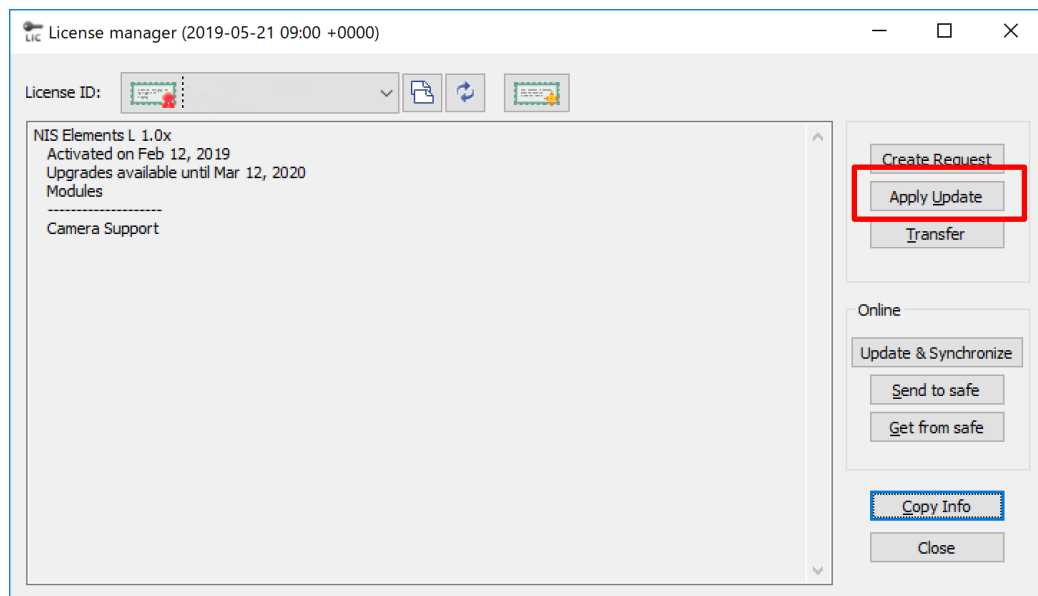 LIC License manager (2019-05-21 09:00 +0000)
License ID:
NIS Elements L 1.0x
Activated on Feb 12, 2019
Upgrades available until Mar 12, 2020
Modules
--------------------
Camera Support
Create Request
Apply Update
Transfer
Online
Update & Synchronize
Send to safe
Get from safe
Copy Info
Close